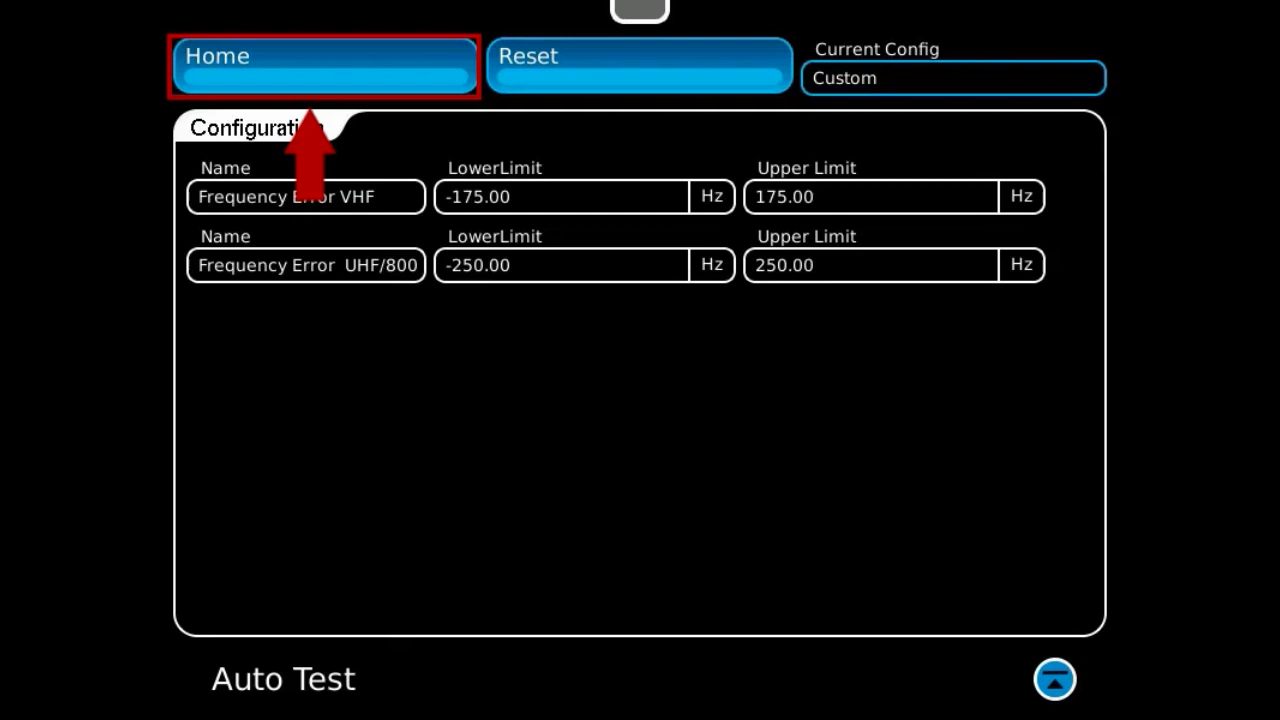 Home
Reset
Current Config
Custom
Configuration
Name
LowerLimit
Upper Limit
Frequency Error VHF
-175.00
Hz
175.00
Hz
Name
LowerLimit
Upper Limit
Frequency Error UHF/800
-250.00
Hz
250.00
Hz
Auto Test